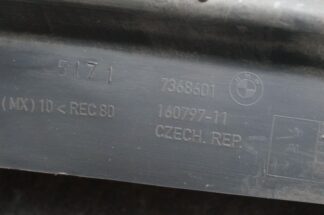 5171 7368601
(MX)10 < REC 80 160797-11
CZECH. REP.